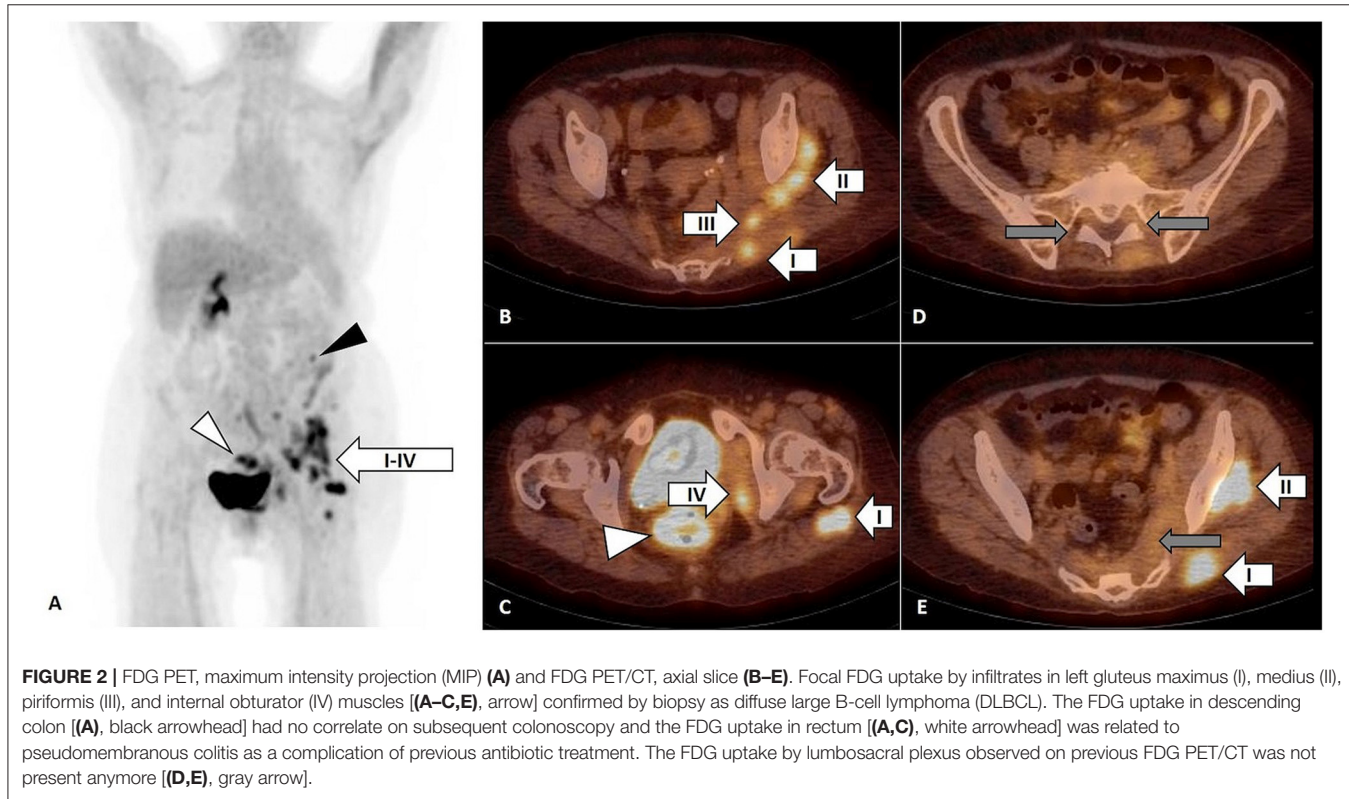 I-IV
A
II
III
I
B
D
IV
I
C
II
I
E
FIGURE 2 | FDG PET, maximum intensity projection (MIP) (A) and FDG PET/CT, axial slice (B–E). Focal FDG uptake by infiltrates in left gluteus maximus (I), medius (II),
piriformis (III), and internal obturator (IV) muscles [(A–C,E), arrow] confirmed by biopsy as diffuse large B-cell lymphoma (DLBCL). The FDG uptake in descending
colon [(A), black arrowhead] had no correlate on subsequent colonoscopy and the FDG uptake in rectum [(A,C), white arrowhead] was related to
pseudomembranous colitis as a complication of previous antibiotic treatment. The FDG uptake by lumbosacral plexus observed on previous FDG PET/CT was not
present anymore [(D,E), gray arrow].